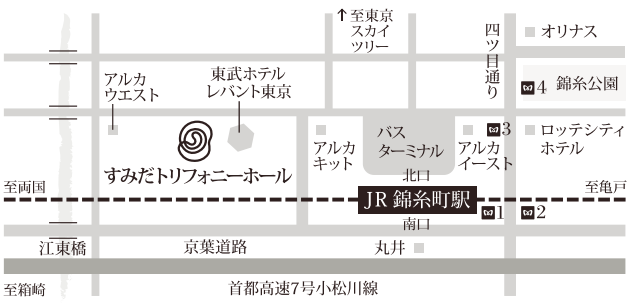 ↑至東京
スカイ
ツリー
四ツ目通り
オリナス
4 錦糸公園
アルカ
ウエスト
東武ホテル
レバント東京
アルカ
キット
バス
ターミナル
3
アルカ
イースト
ロッテシティ
ホテル
すみだトリフォニーホール
北口
至両国
至亀戸
JR 錦糸町駅
1
2
南口
江東橋
京葉道路
丸井
至箱崎
首都高速7号小松川線